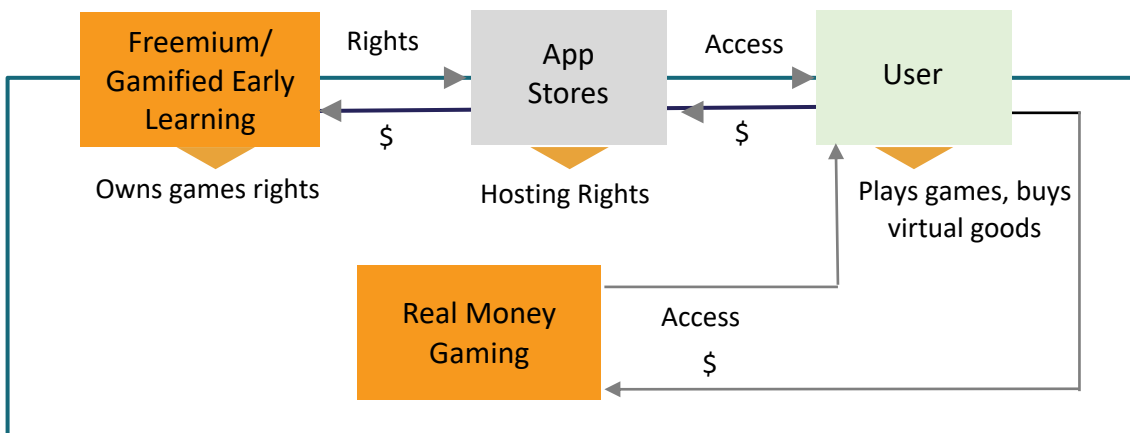 Freemium/
Gamified Early
Learning
Rights
App
Stores
Access
User
$
$
Owns games rights
Hosting Rights
Plays games, buys
virtual goods
Real Money
Gaming
Access
$